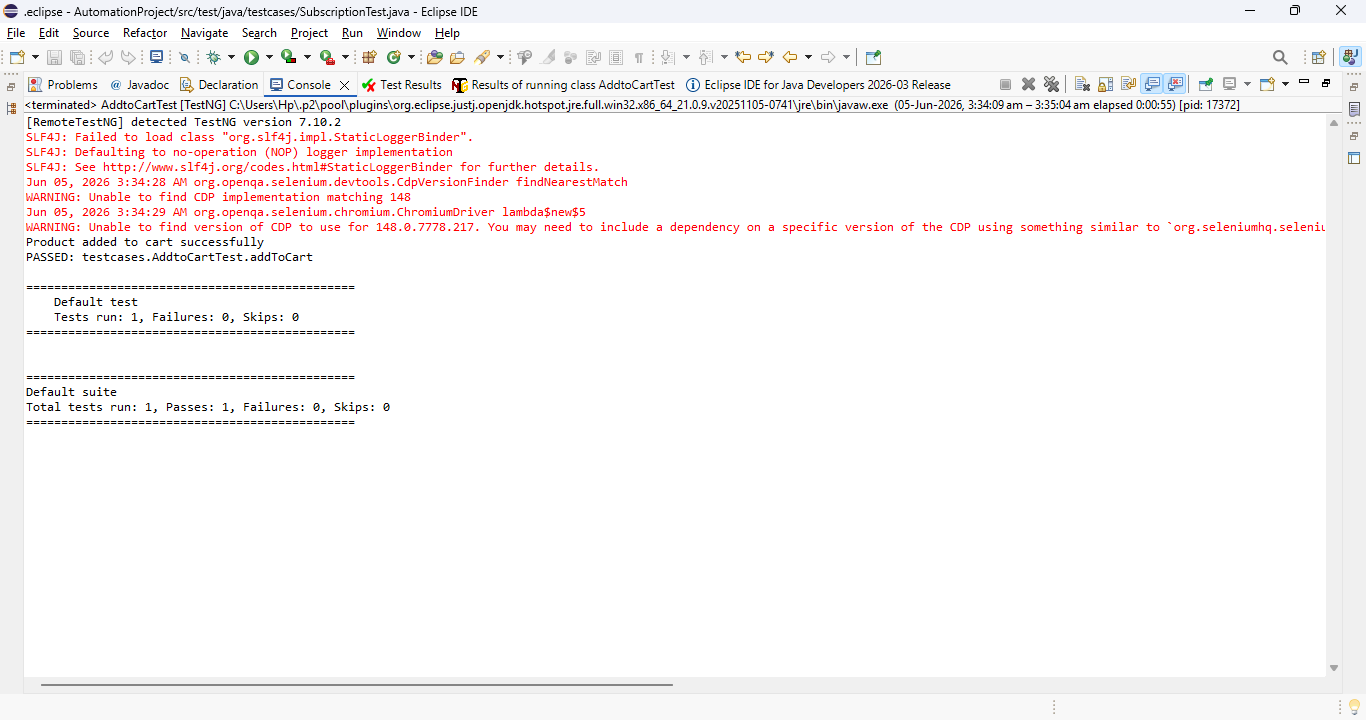 .eclipse - AutomationProject/src/test/java/testcases/SubscriptionTest.java - Eclipse IDE
File Edit Source Refactor Navigate Search Project Run Window Help
Problems @ Javadoc Declaration Console Test Results Results of running class AddtoCartTest Eclipse IDE for Java Developers 2026-03 Release
<terminated> AddtoCartTest [TestNG] C:\Users\Hp\.p2\pool\plugins\org.eclipse.justj.openjdk.hotspot.jre.full.win32.x86_64_21.0.9.v20251105-0741\jre\bin\javaw.exe (05-Jun-2026, 3:34:09 am – 3:35:04 am elapsed 0:00:55) [pid: 17372]
[RemoteTestNG] detected TestNG version 7.10.2
SLF4J: Failed to load class "org.slf4j.impl.StaticLoggerBinder".
SLF4J: Defaulting to no-operation (NOP) logger implementation
SLF4J: See http://www.slf4j.org/codes.html#StaticLoggerBinder for further details.
Jun 05, 2026 3:34:28 AM org.openqa.selenium.devtools.CdpVersionFinder findNearestMatch
WARNING: Unable to find CDP implementation matching 148
Jun 05, 2026 3:34:29 AM org.openqa.selenium.chromium.ChromiumDriver lambda$new$5
WARNING: Unable to find version of CDP to use for 148.0.7778.217. You may need to include a dependency on a specific version of the CDP using something similar to `org.seleniumhq.seleniu
Product added to cart successfully
PASSED: testcases.AddtoCartTest.addToCart
===============================================
Default test
Tests run: 1, Failures: 0, Skips: 0
===============================================
===============================================
Default suite
Total tests run: 1, Passes: 1, Failures: 0, Skips: 0
===============================================